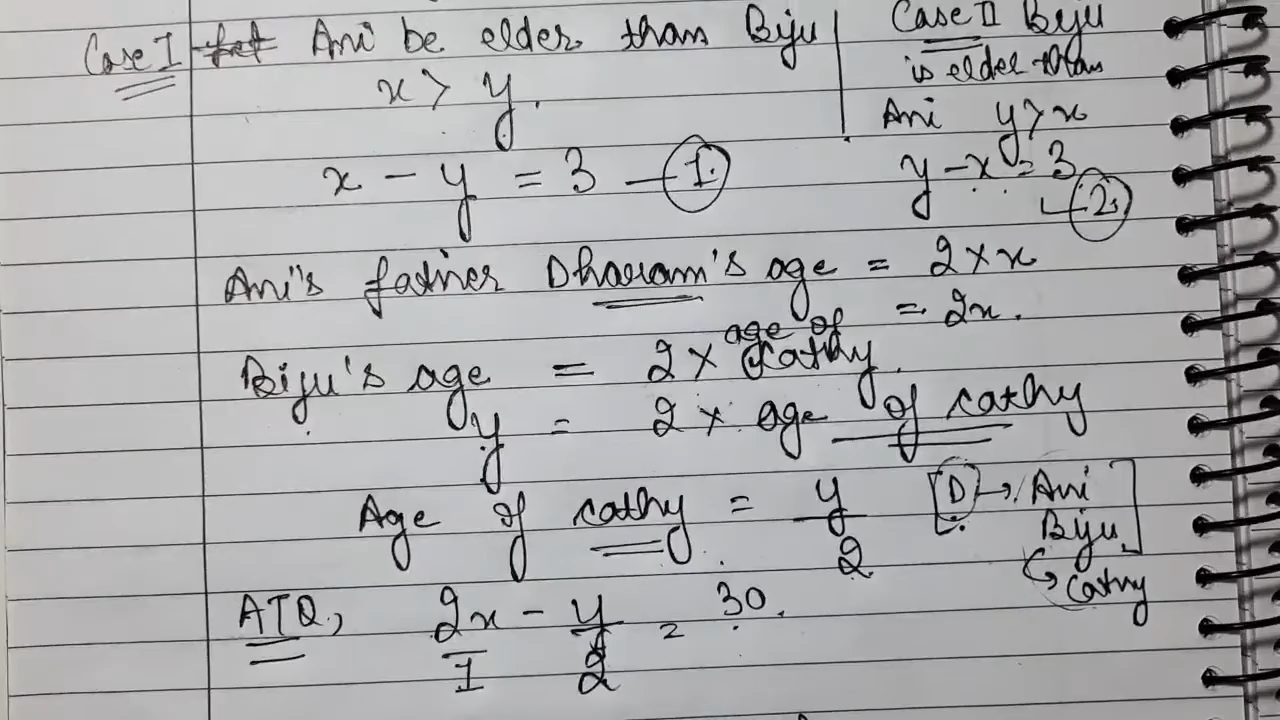 Case I Ani be elder than Biju
x > y.
x - y = 3 — 1.
Case II Biju
is elder than
Ani y > x
y - x = 3
— 2.
Ani's father Dharam's age = 2 × x
= 2x.
Biju's age = 2 × age of Cathy.
y = 2 × age of cathy
Age of cathy = y/2
[D → Ani
Biju]
→ Cathy
ATQ, 2x/1 - y/2 = 30.